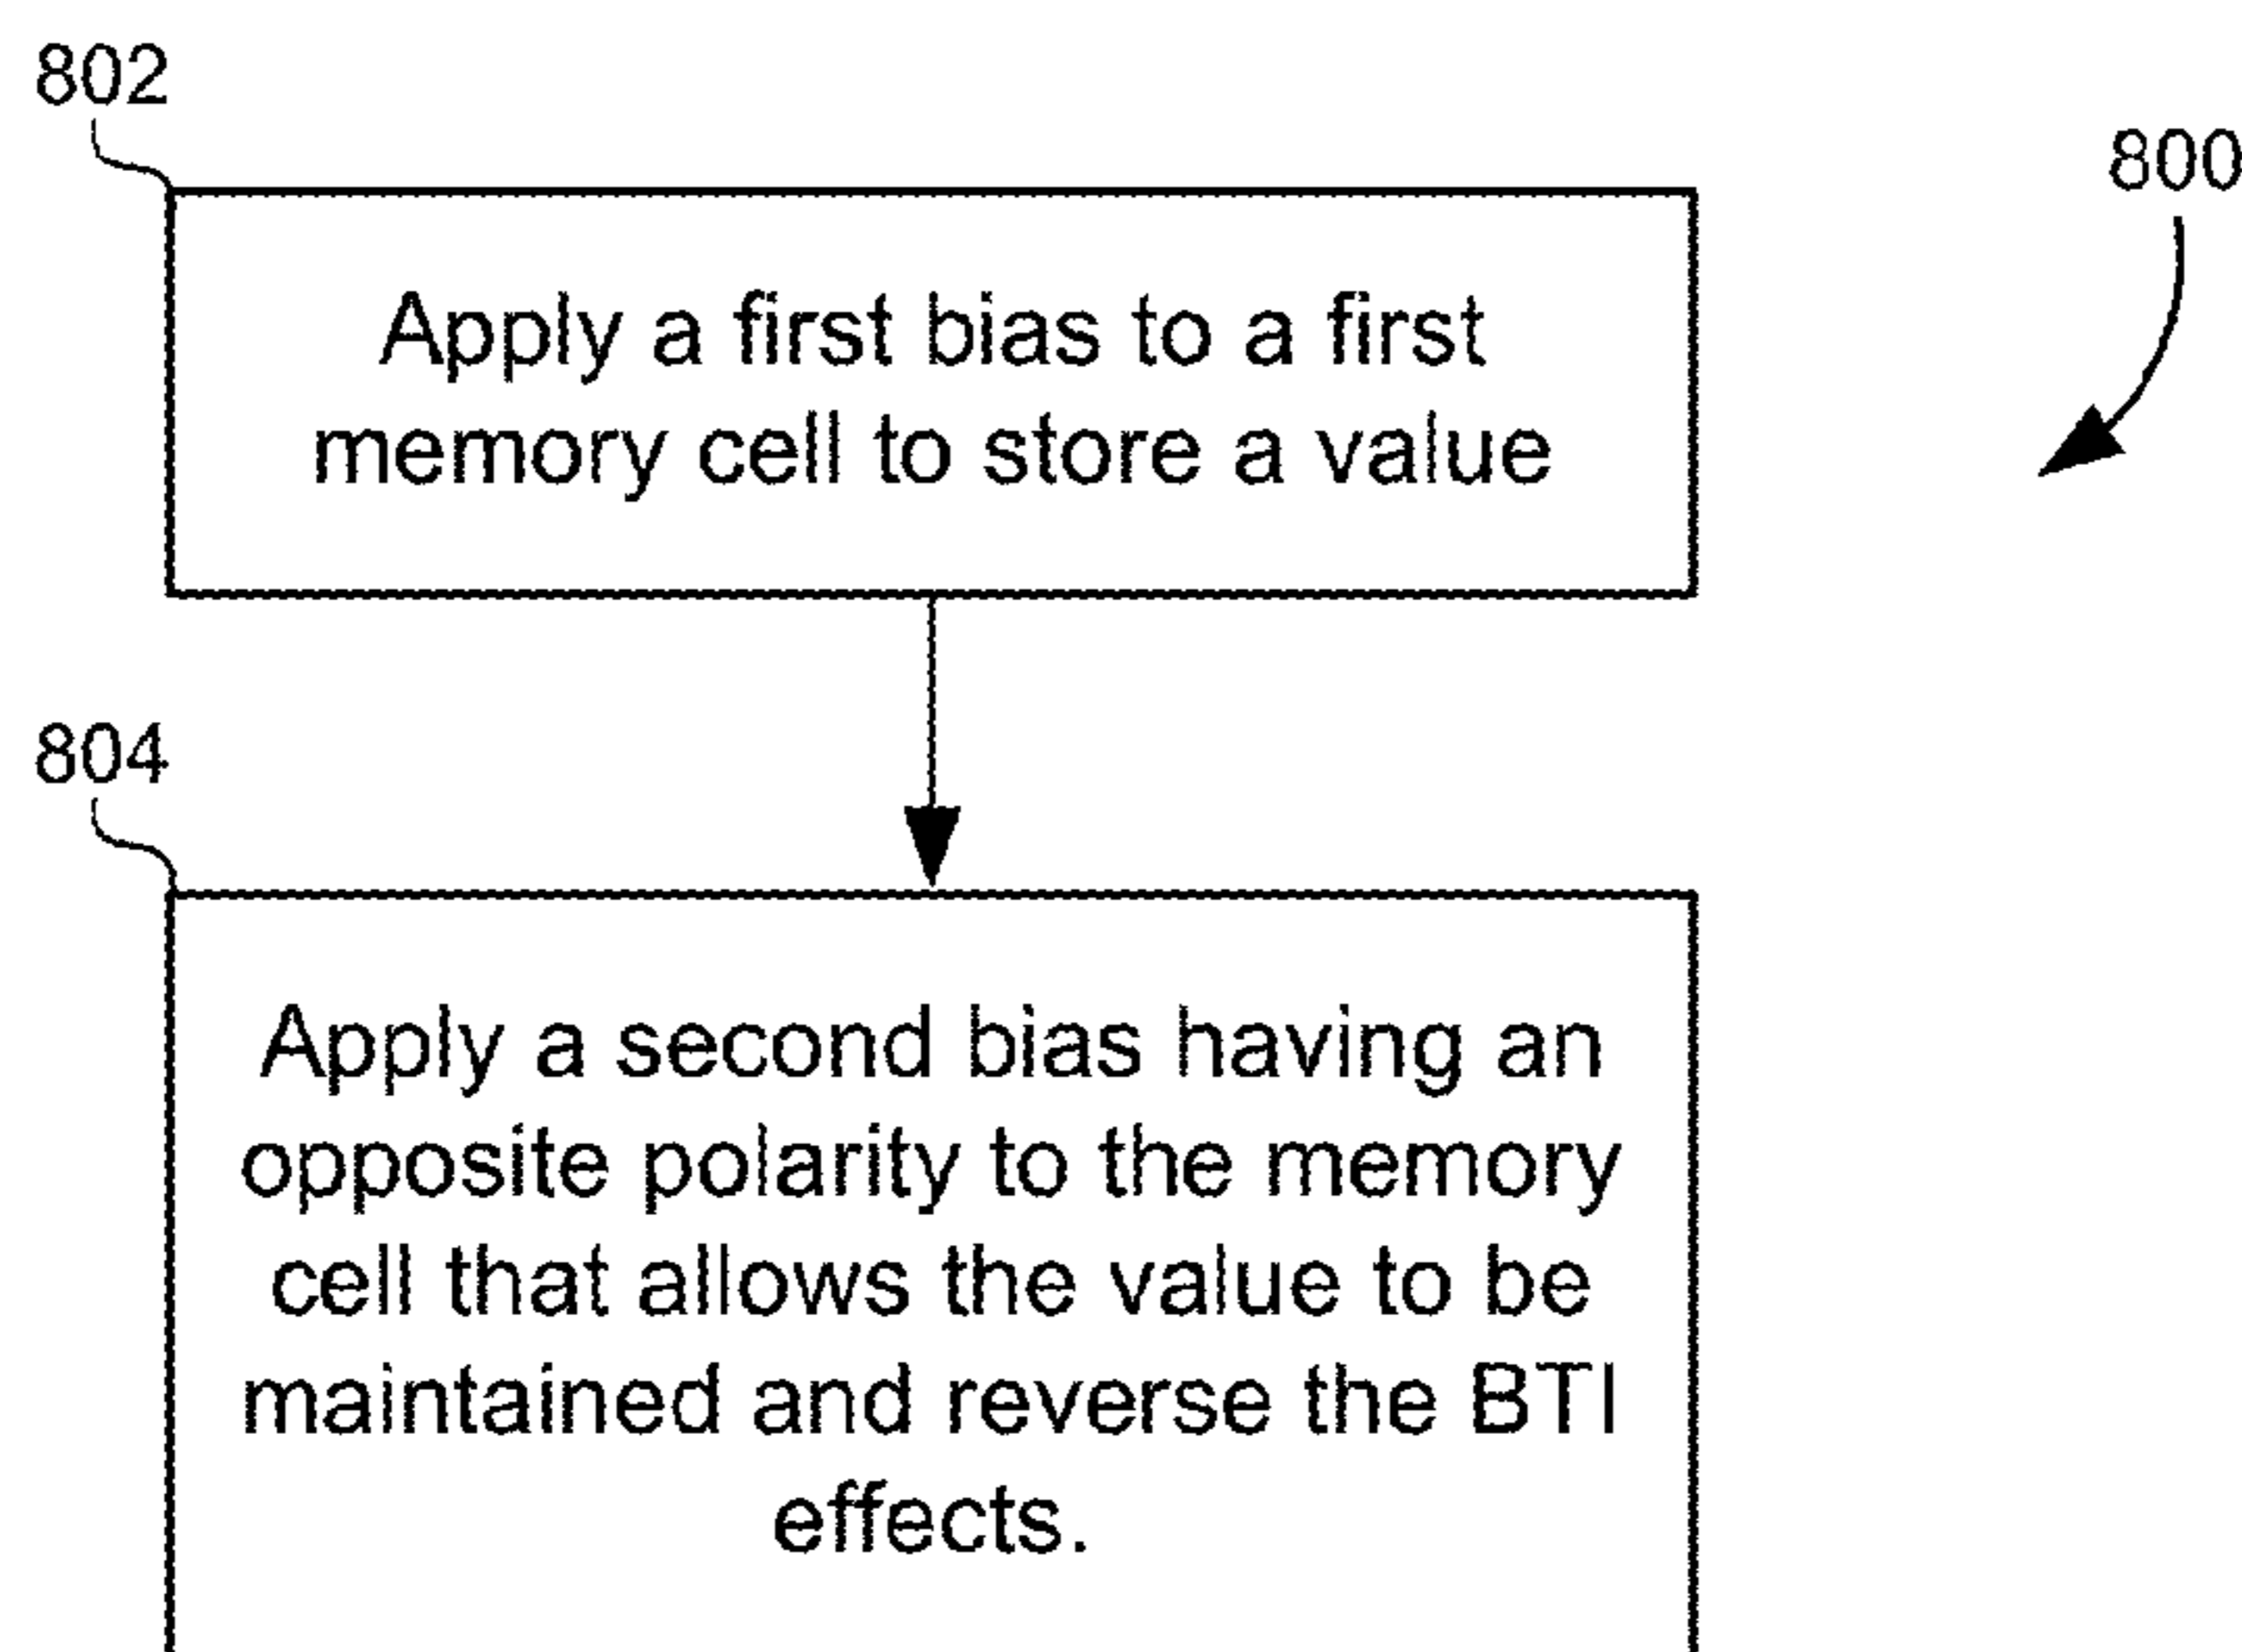 802
800
Apply a first bias to a first
memory cell to store a value
804
Apply a second bias having an
opposite polarity to the memory
cell that allows the value to be
maintained and reverse the BTI
effects.